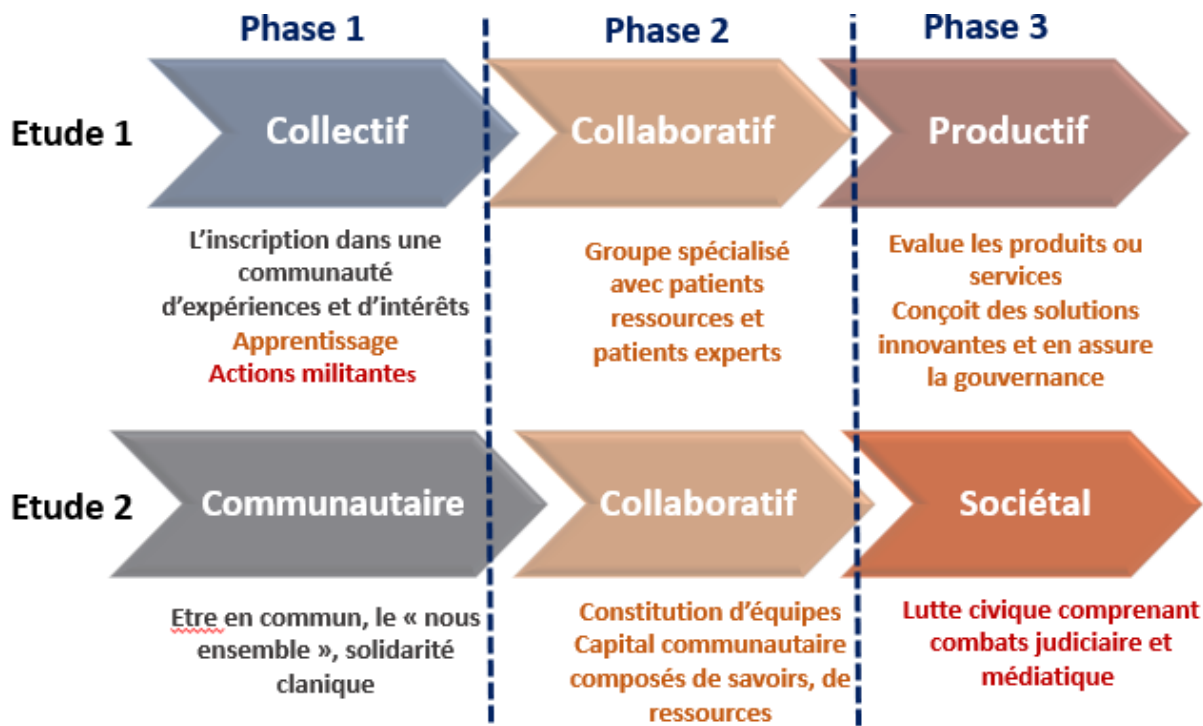 Phase 1
Phase 2
Phase 3
Etude 1
Collectif
Collaboratif
Productif
L’inscription dans une
communauté
d’expériences et d’intérêts
Apprentissage
Actions militantes
Groupe spécialisé
avec patients
ressources et
patients experts
Evalue les produits ou
services
Conçoit des solutions
innovantes et en assure
la gouvernance
Etude 2
Communautaire
Collaboratif
Sociétal
Etre en commun, le « nous
ensemble », solidarité
clanique
Constitution d’équipes
Capital communautaire
composés de savoirs, de
ressources
Lutte civique comprenant
combats judiciaire et
médiatique